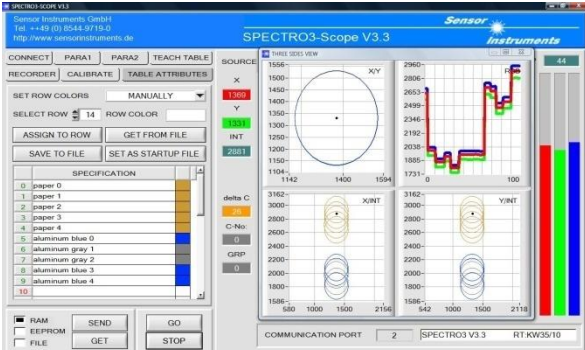 SPECTRO3-Scope V3.3
Sensor Instruments GmbH
Tel. ++49 (0) 8544-9719-0
http://www.sensorinstruments.de
SPECTRO3-Scope V3.3
Sensor
Instruments
CONNECT PARA1 PARA2 TEACH TABLE
RECORDER CALIBRATE TABLE ATTRIBUTES
SET ROW COLORS MANUALLY
SELECT ROW 14 ROW COLOR
ASSIGN TO ROW GET FROM FILE
SAVE TO FILE SET AS STARTUP FILE
SPECIFICATION
0 paper 0
1 paper 1
2 paper 2
3 paper 3
4 paper 4
5 aluminum blue 0
6 aluminum gray 1
7 aluminum gray 2
8 aluminum blue 3
9 aluminum blue 4
10
RAM
EEPROM
FILE
SEND GO
GET STOP
SOURCE
X
1369
Y
1331
INT
2881
delta C
25
C-No:
0
GRP
0
THREE SIDES VIEW
X/Y
1556
1500
1450
1400
1350
1300
1250
1200
1150
1104
1142 1400 1594
2960
2806
2653
2499
2346
2192
2038
1885
1731
0 100
X/INT
3162
3000
2800
2600
2400
2200
2000
1800
1586
580 1000 1500 2156
Y/INT
3162
3000
2800
2600
2400
2200
2000
1800
1586
542 1000 1500 2118
44
COMMUNICATION PORT 2 SPECTRO3 V3.3 RT:KW35/10